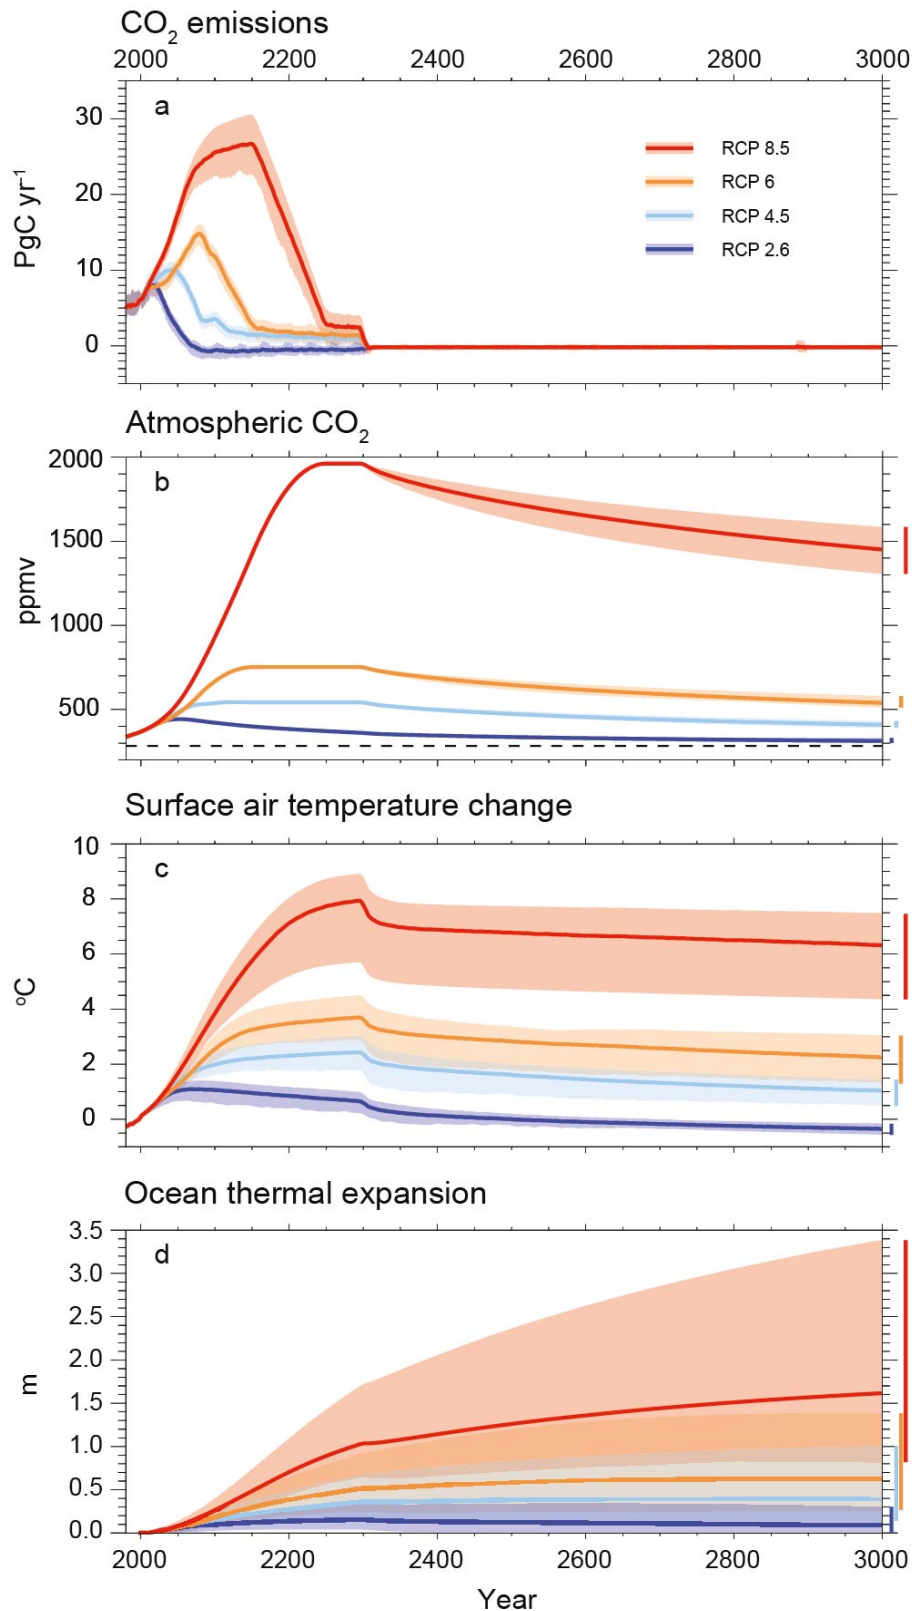 CO₂ emissions
2000 2200 2400 2600 2800 3000
a
30
20
10
0
PgC yr⁻¹
RCP 8.5
RCP 6
RCP 4.5
RCP 2.6
Atmospheric CO₂
b
2000
1500
1000
500
ppmv
Surface air temperature change
c
10
8
6
4
2
0
ºC
Ocean thermal expansion
d
3.5
3.0
2.5
2.0
1.5
1.0
0.5
0.0
m
2000 2200 2400 2600 2800 3000
Year